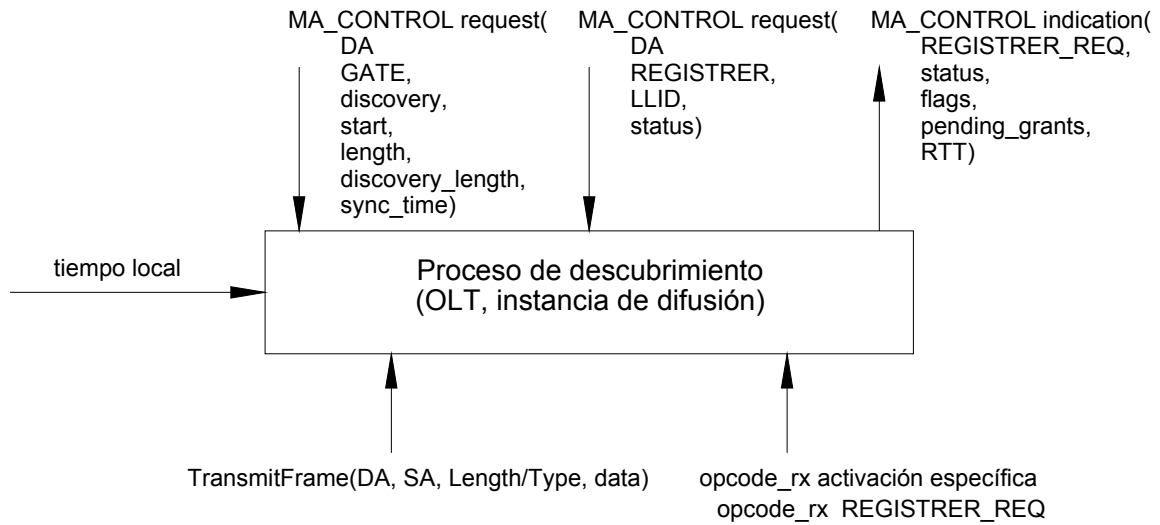 MA_CONTROL request(
DA
GATE,
discovery,
start,
length,
discovery_length,
sync_time)
MA_CONTROL request(
DA
REGISTRER,
LLID,
status)
MA_CONTROL indication(
REGISTRER_REQ,
status,
flags,
pending_grants,
RTT)
tiempo local
Proceso de descubrimiento
(OLT, instancia de difusión)
TransmitFrame(DA, SA, Length/Type, data)
opcode_rx activación específica
opcode_rx REGISTRER_REQ